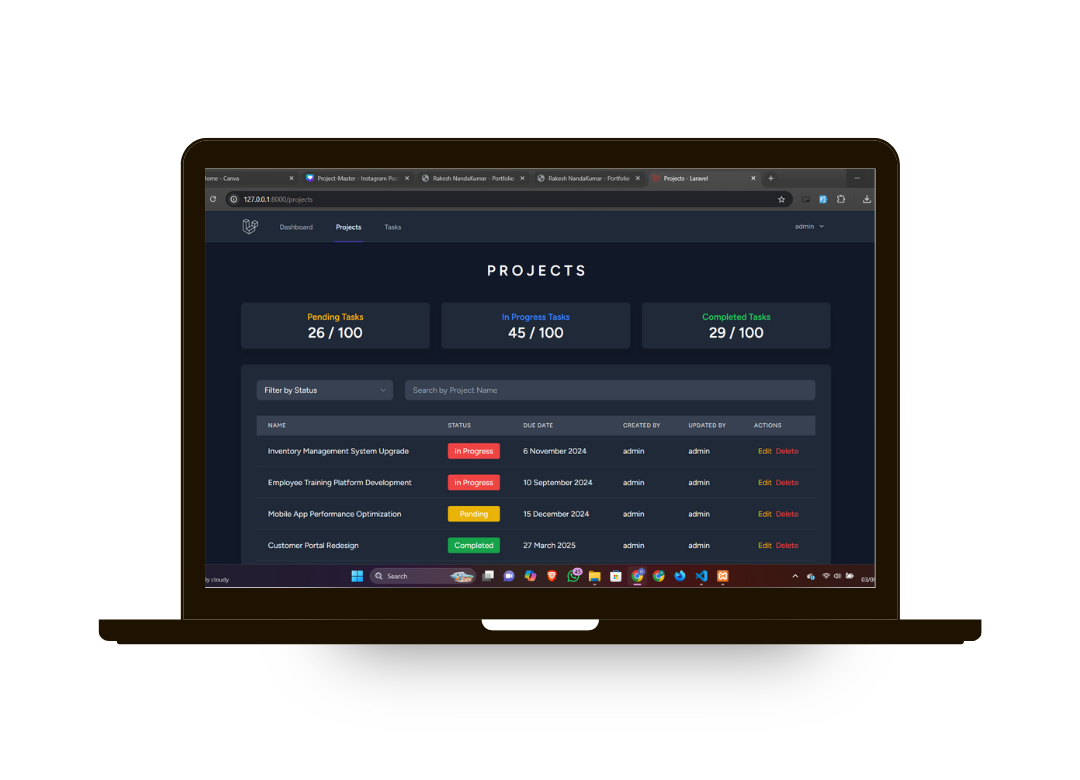 Home - Canva
Project-Master - Instagram Po
Rakesh NandaKumar - Portfolio
Rakesh NandaKumar - Portfolio
Projects - Laravel
127.0.0.1:8000/projects
Dashboard
Projects
Tasks
admin
PROJECTS
Pending Tasks
26 / 100
In Progress Tasks
45 / 100
Completed Tasks
29 / 100
Filter by Status
Search by Project Name
NAME STATUS DUE DATE CREATED BY UPDATED BY ACTIONS
Inventory Management System Upgrade in Progress 6 November 2024 admin admin Edit Delete
Employee Training Platform Development in Progress 10 September 2024 admin admin Edit Delete
Mobile App Performance Optimization Pending 15 December 2024 admin admin Edit Delete
Customer Portal Redesign Completed 27 March 2025 admin admin Edit Delete
ly cloudy
Search
03/09